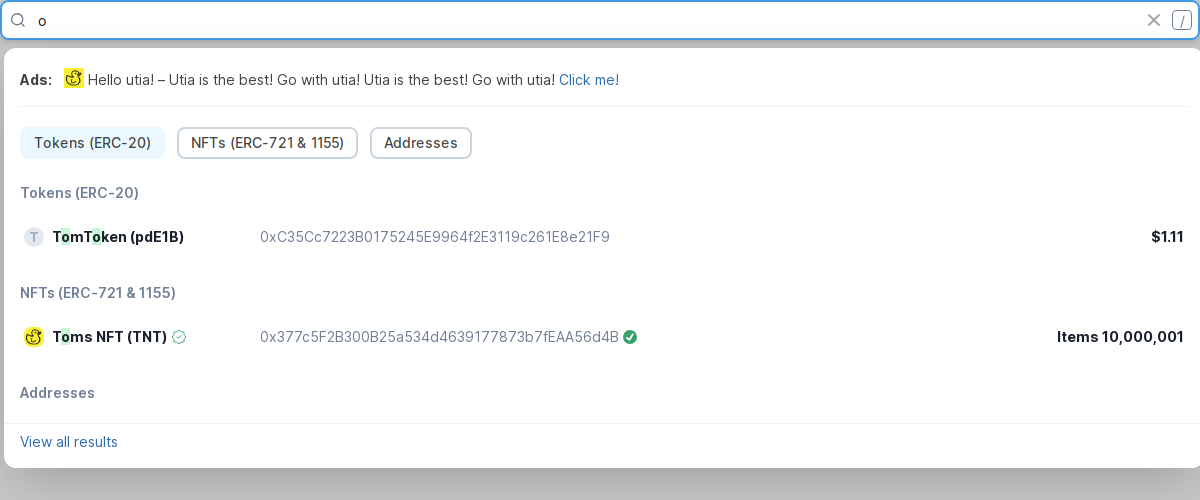 o /
Ads: Hello utia! – Utia is the best! Go with utia! Utia is the best! Go with utia! Click me!
Tokens (ERC-20) NFTs (ERC-721 & 1155) Addresses
Tokens (ERC-20)
T TomToken (pdE1B) 0xC35Cc7223B0175245E9964f2E3119c261E8e21F9 $1.11
NFTs (ERC-721 & 1155)
Toms NFT (TNT) 0x377c5F2B300B25a534d4639177873b7fEAA56d4B Items 10,000,001
Addresses
View all results